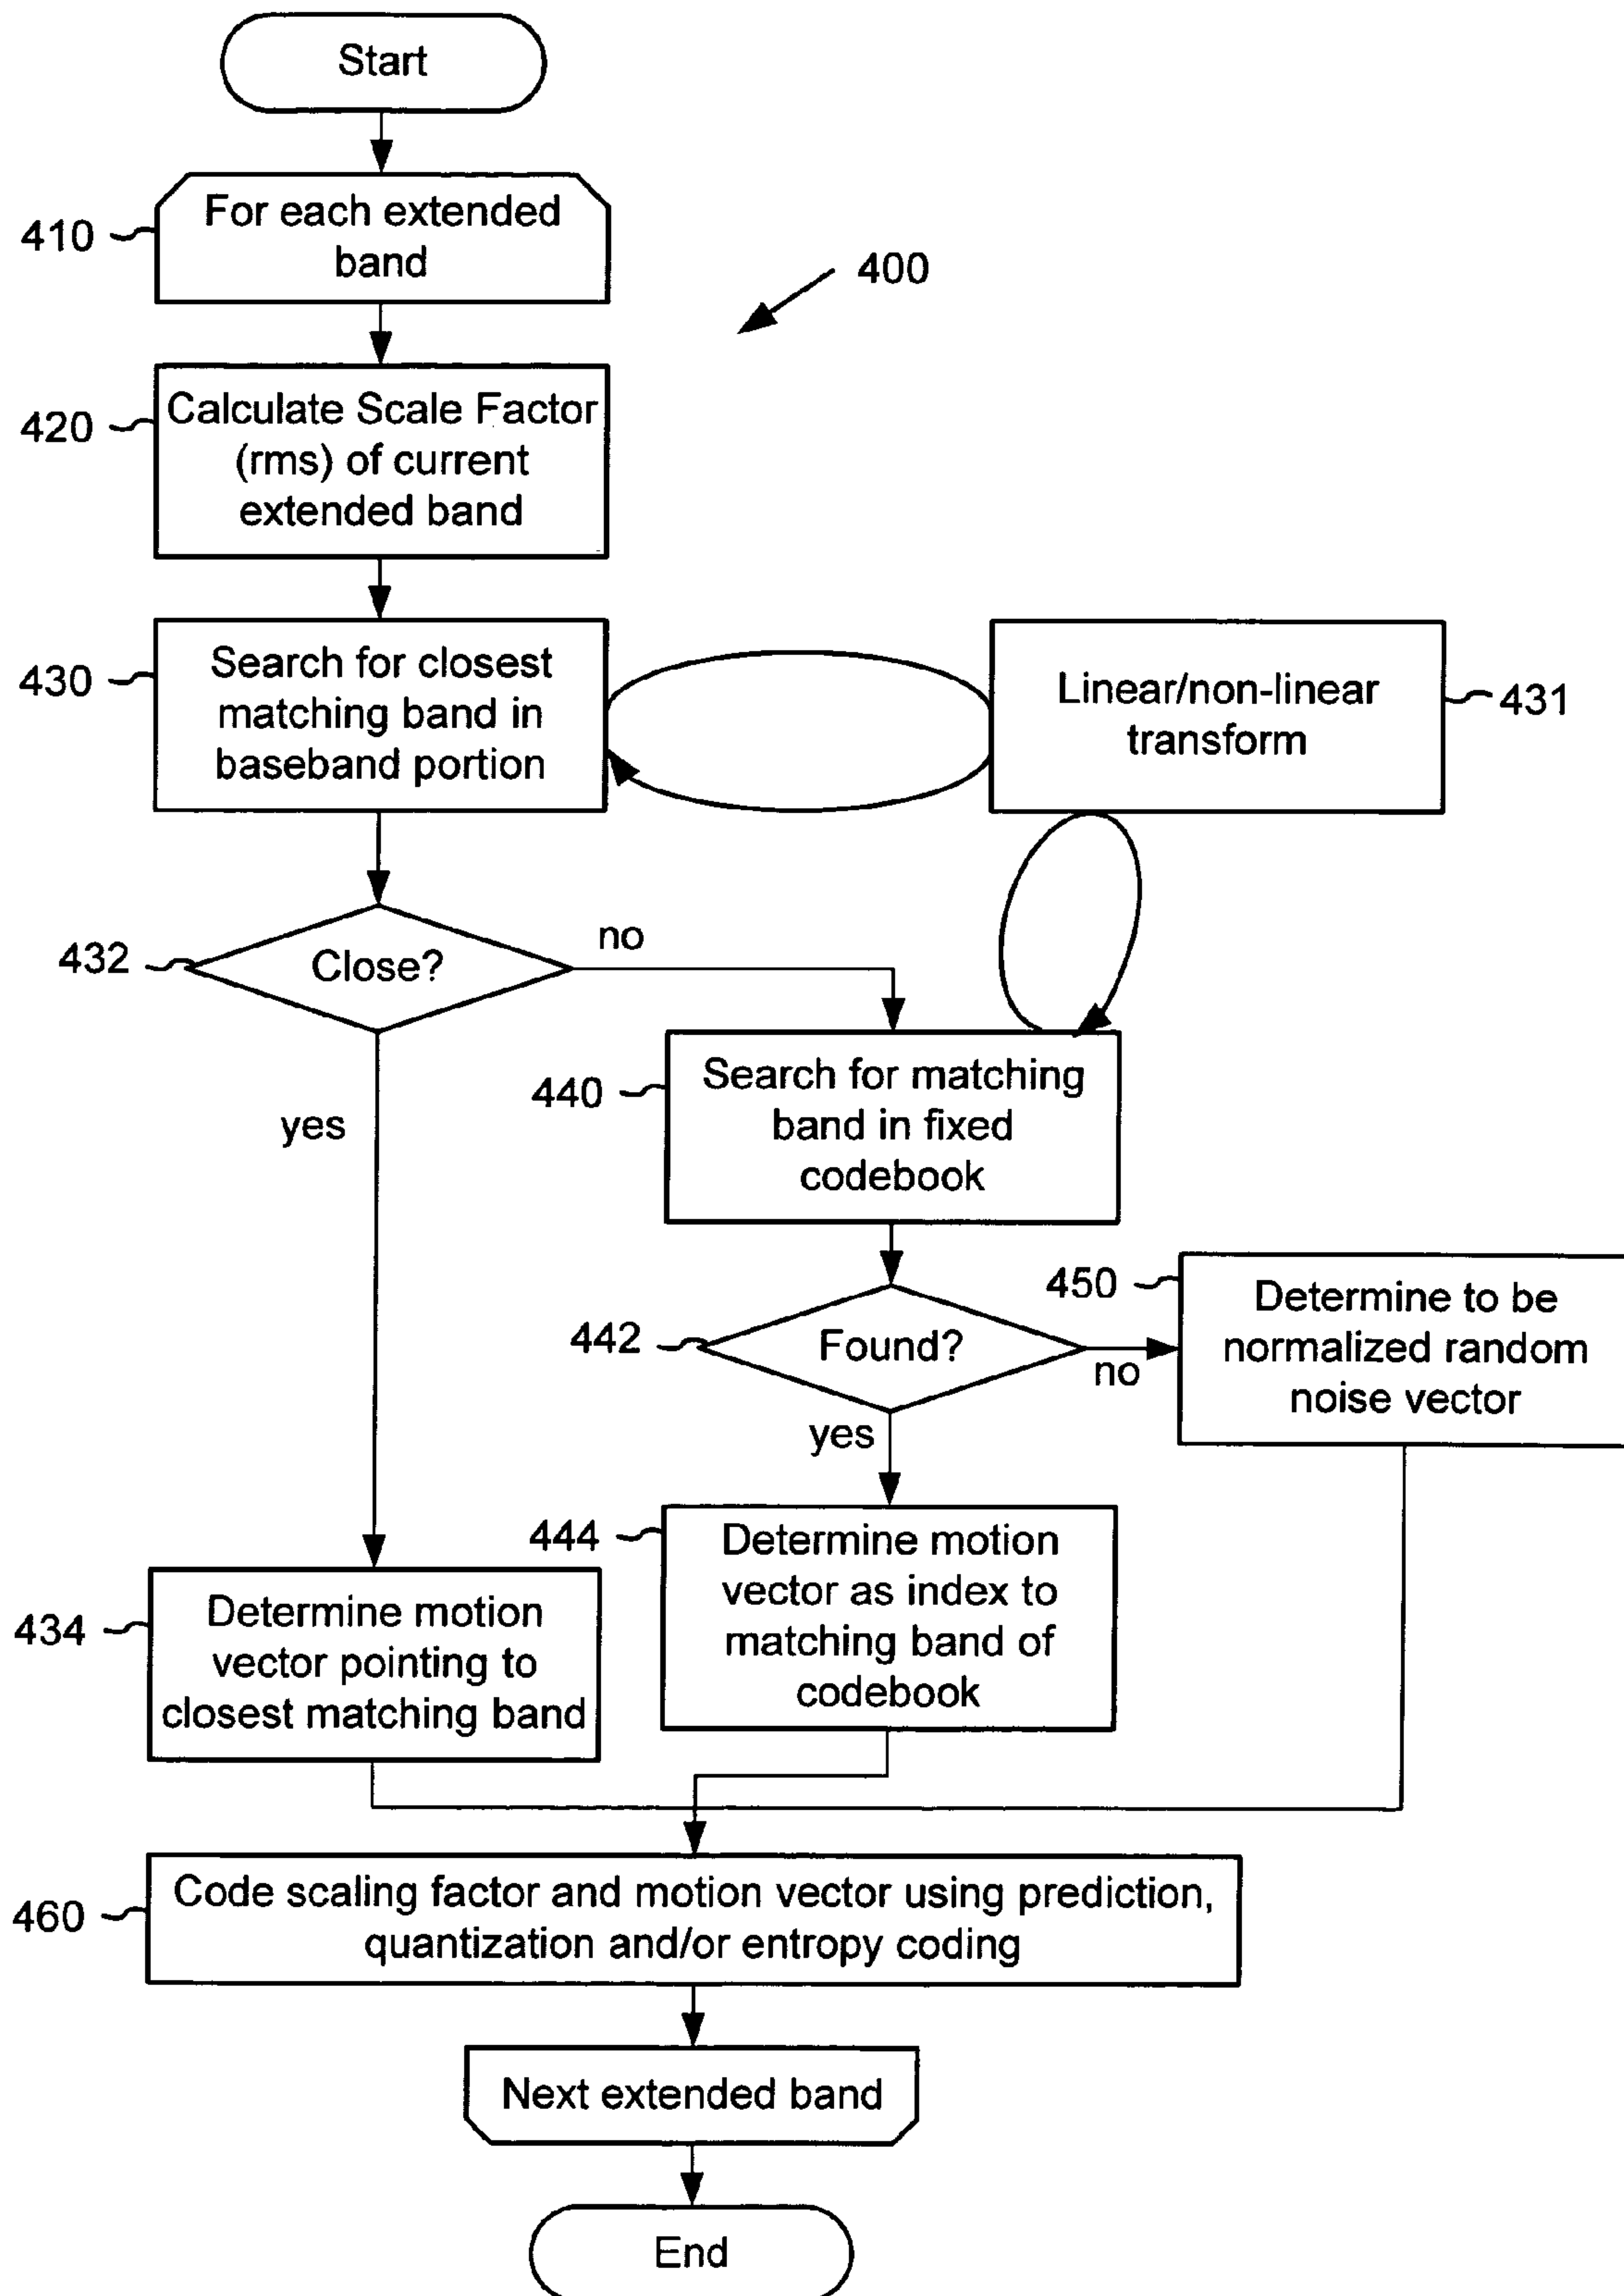 Start
For each extended
band
410
400
Calculate Scale Factor
(rms) of current
extended band
420
Search for closest
matching band in
baseband portion
430
Linear/non-linear
transform
431
Close?
432
no
yes
Search for matching
band in fixed
codebook
440
Found?
442
no
yes
450
Determine to be
normalized random
noise vector
444
Determine motion
vector as index to
matching band of
codebook
434
Determine motion
vector pointing to
closest matching band
460
Code scaling factor and motion vector using prediction,
quantization and/or entropy coding
Next extended band
End